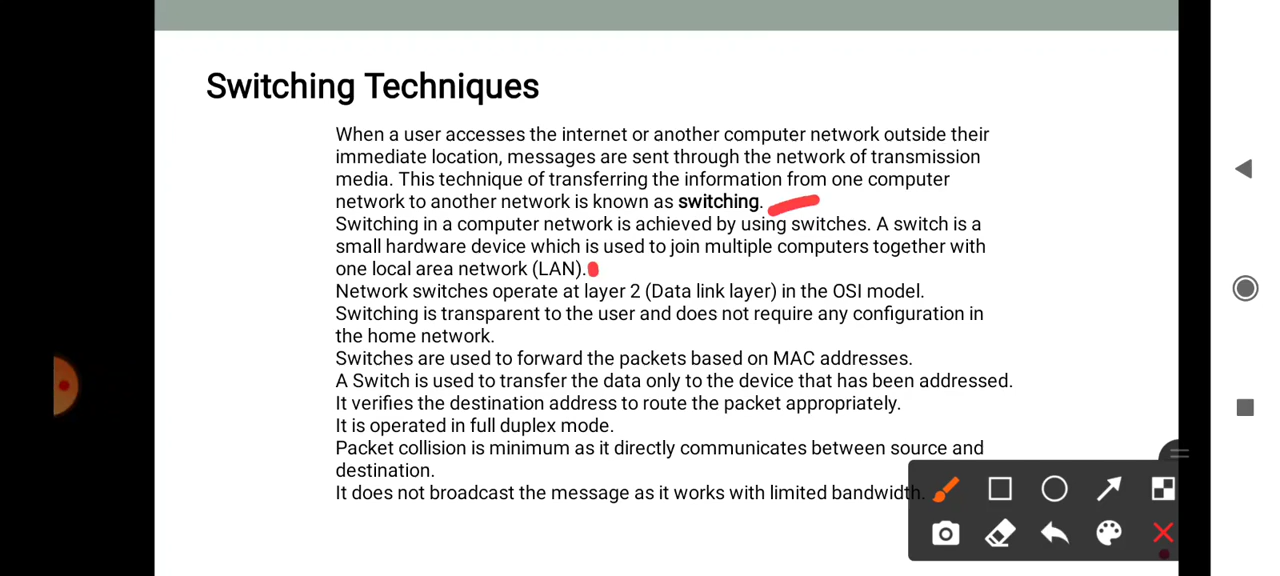 Switching Techniques
When a user accesses the internet or another computer network outside their
immediate location, messages are sent through the network of transmission
media. This technique of transferring the information from one computer
network to another network is known as switching.
Switching in a computer network is achieved by using switches. A switch is a
small hardware device which is used to join multiple computers together with
one local area network (LAN).
Network switches operate at layer 2 (Data link layer) in the OSI model.
Switching is transparent to the user and does not require any configuration in
the home network.
Switches are used to forward the packets based on MAC addresses.
A Switch is used to transfer the data only to the device that has been addressed.
It verifies the destination address to route the packet appropriately.
It is operated in full duplex mode.
Packet collision is minimum as it directly communicates between source and
destination.
It does not broadcast the message as it works with limited bandwidth.